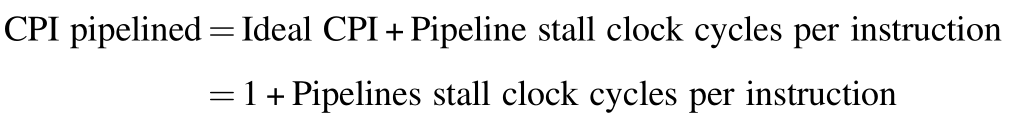 CPI pipelined = Ideal CPI + Pipeline stall clock cycles per instruction
= 1 + Pipelines stall clock cycles per instruction